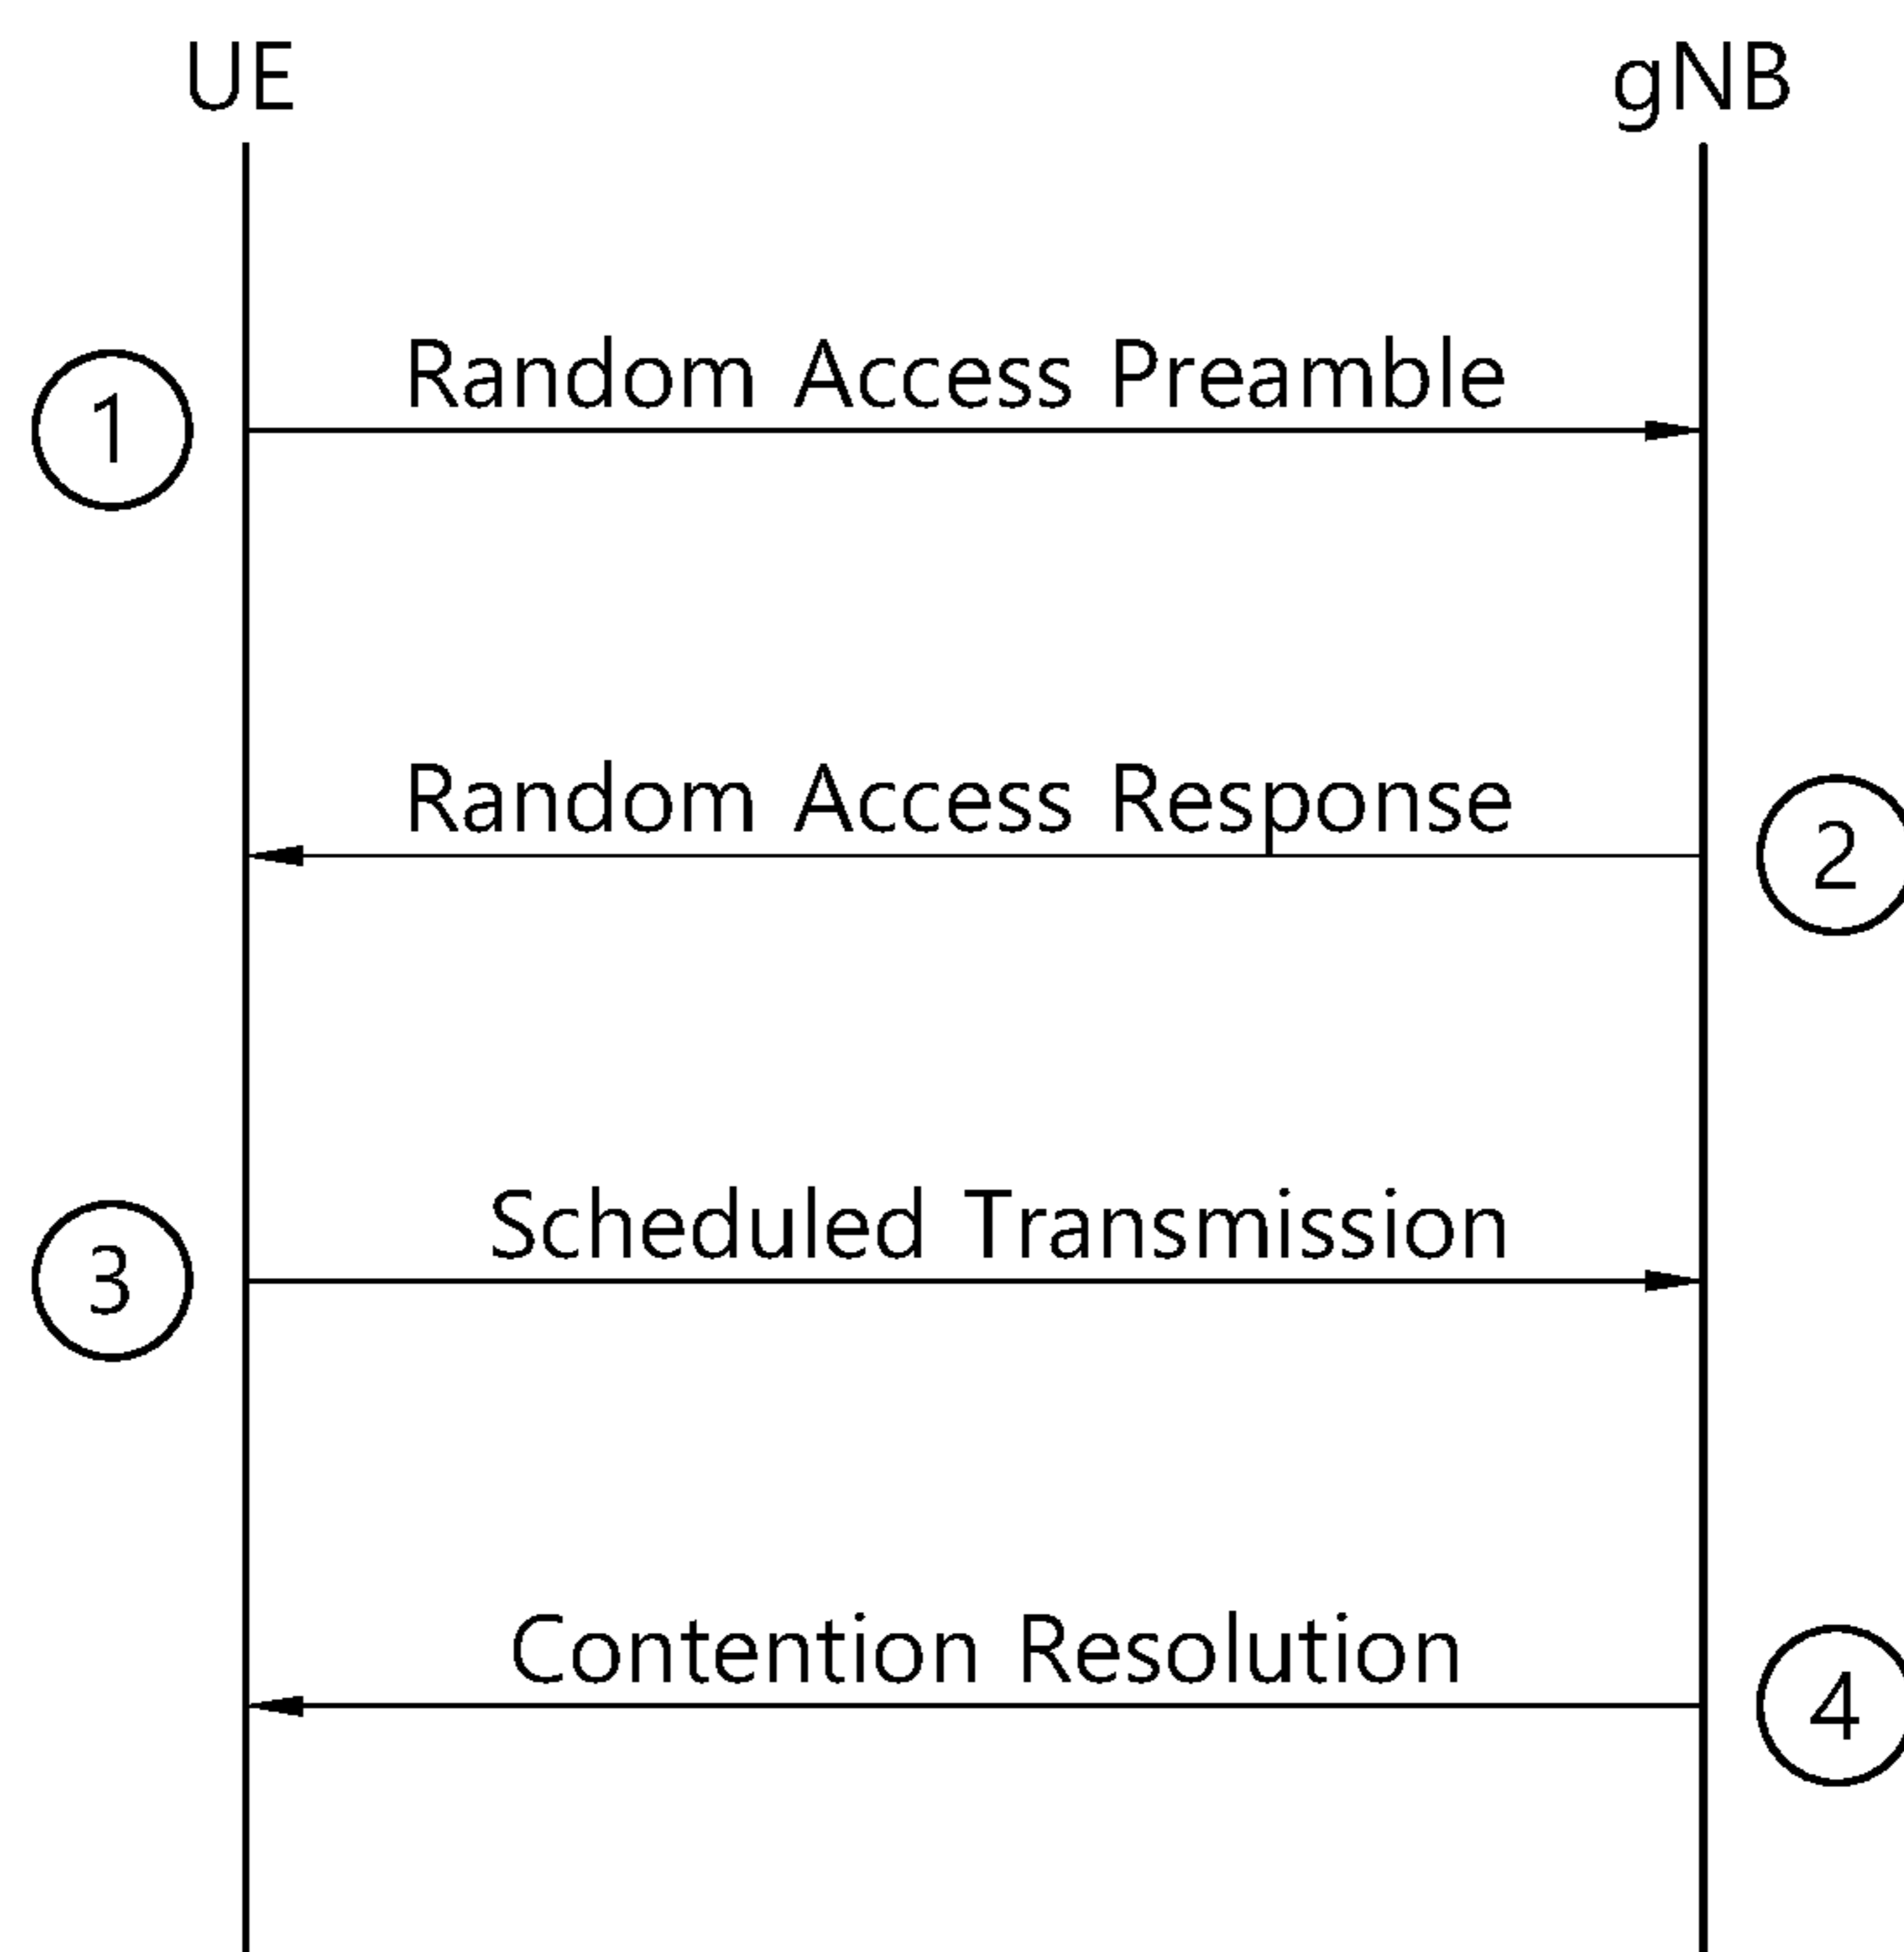 UE
gNB
Random Access Preamble
1
Random Access Response
2
Scheduled Transmission
3
Contention Resolution
4